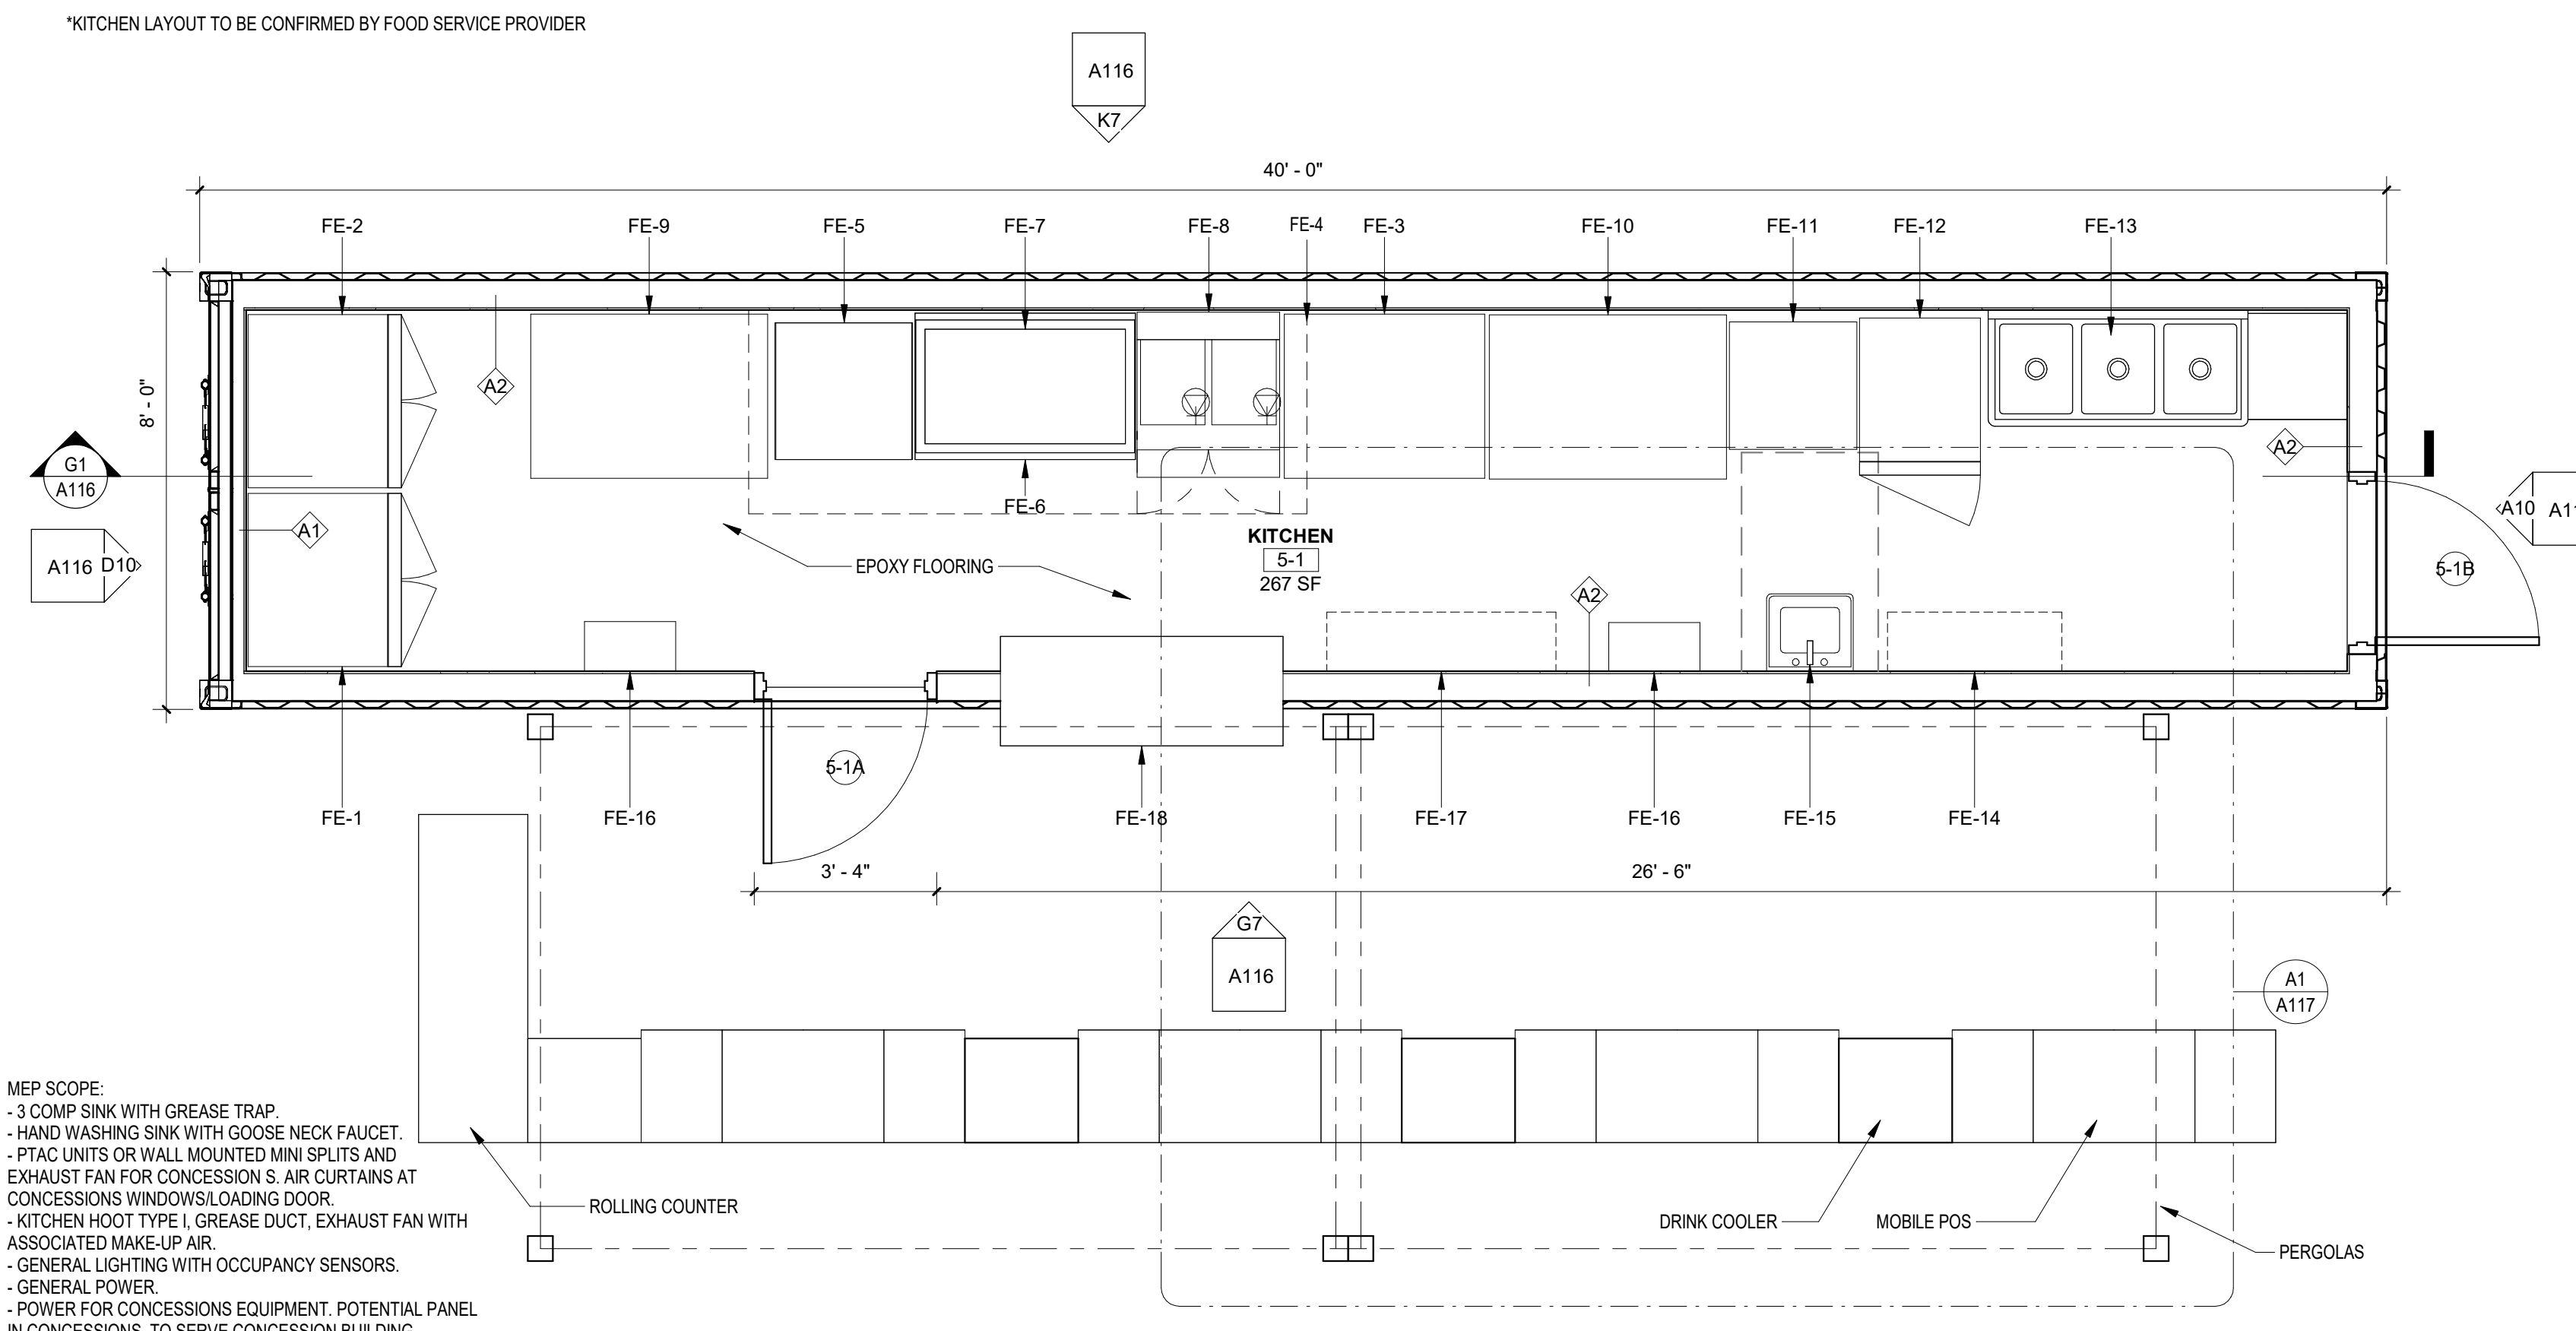 *KITCHEN LAYOUT TO BE CONFIRMED BY FOOD SERVICE PROVIDER
A116
K7
40' - 0"
FE-2
FE-9
FE-5
FE-7
FE-8
FE-4
FE-3
FE-10
FE-11
FE-12
FE-13
8' - 0"
A2
A2
G1
A116
A1
FE-6
A116
D10
EPOXY FLOORING
KITCHEN
5-1
267 SF
A2
A10
5-1B
5-1A
FE-1
FE-16
FE-18
FE-17
FE-16
FE-15
FE-14
3' - 4"
26' - 6"
G7
A116
A1
A117
MEP SCOPE:
- 3 COMP SINK WITH GREASE TRAP.
- HAND WASHING SINK WITH GOOSE NECK FAUCET.
- PTAC UNITS OR WALL MOUNTED MINI SPLITS AND
EXHAUST FAN FOR CONCESSION S. AIR CURTAINS AT
CONCESSIONS WINDOWS/LOADING DOOR.
- KITCHEN HOOT TYPE I, GREASE DUCT, EXHAUST FAN WITH
ASSOCIATED MAKE-UP AIR.
- GENERAL LIGHTING WITH OCCUPANCY SENSORS.
- GENERAL POWER.
- POWER FOR CONCESSIONS EQUIPMENT. POTENTIAL PANEL
IN CONCESSIONS TO SERVE CONCESSION BUILDING
ROLLING COUNTER
DRINK COOLER
MOBILE POS
PERGOLAS